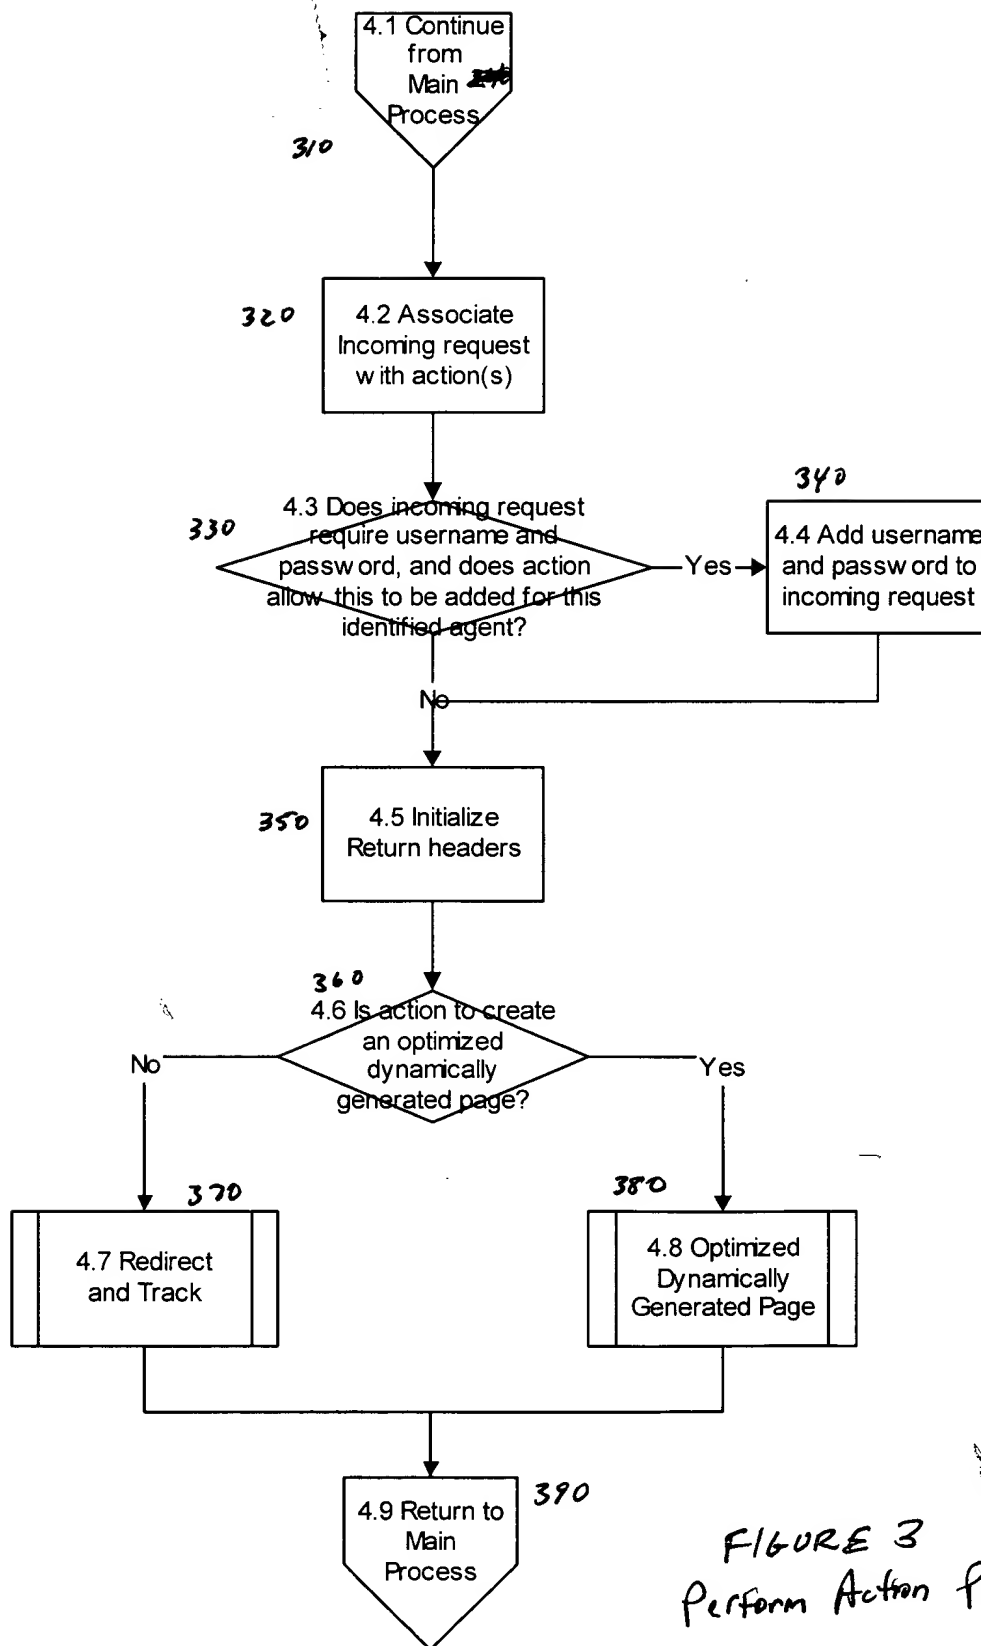 4.1 Continue
from
Main
Process
310
320
4.2 Associate
Incoming request
with action(s)
330
4.3 Does incoming request
require username and
password, and does action
allow this to be added for this
identified agent?
Yes
340
4.4 Add username
and password to
incoming request
No
350
4.5 Initialize
Return headers
360
4.6 Is action to create
an optimized
dynamically
generated page?
No
Yes
370
4.7 Redirect
and Track
380
4.8 Optimized
Dynamically
Generated Page
4.9 Return to
Main
Process
390
FIGURE 3
Perform Action P